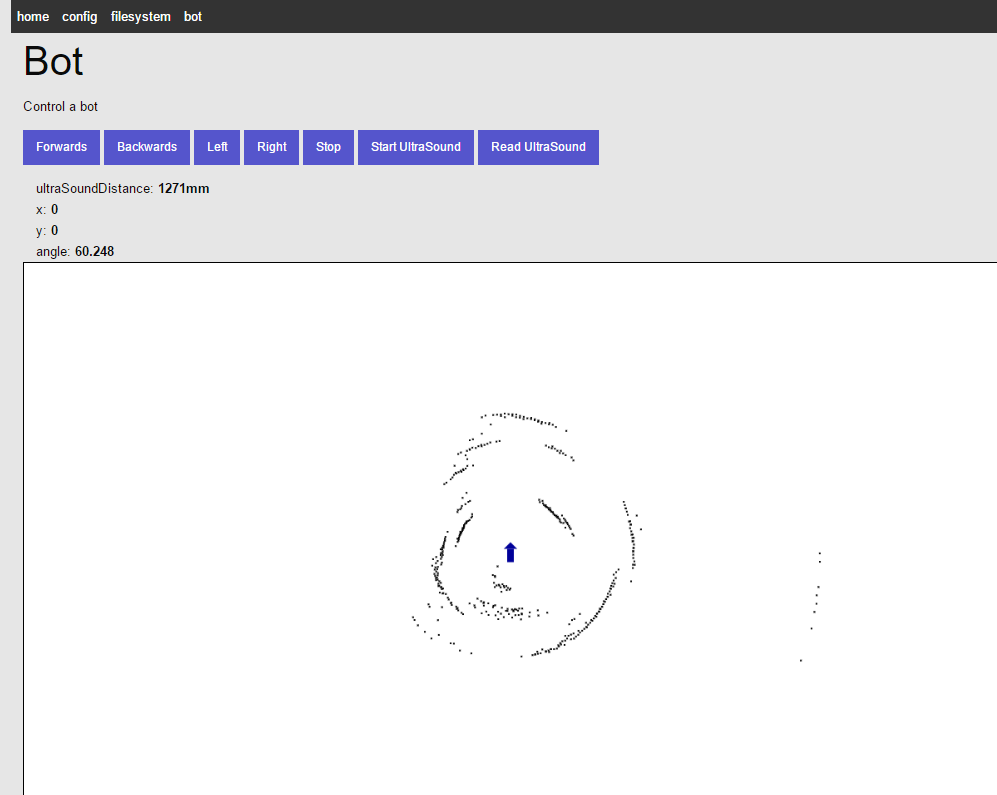 home config filesystem bot
Bot
Control a bot
Forwards Backwards Left Right Stop Start UltraSound Read UltraSound
ultraSoundDistance: 1271mm
x: 0
y: 0
angle: 60.248